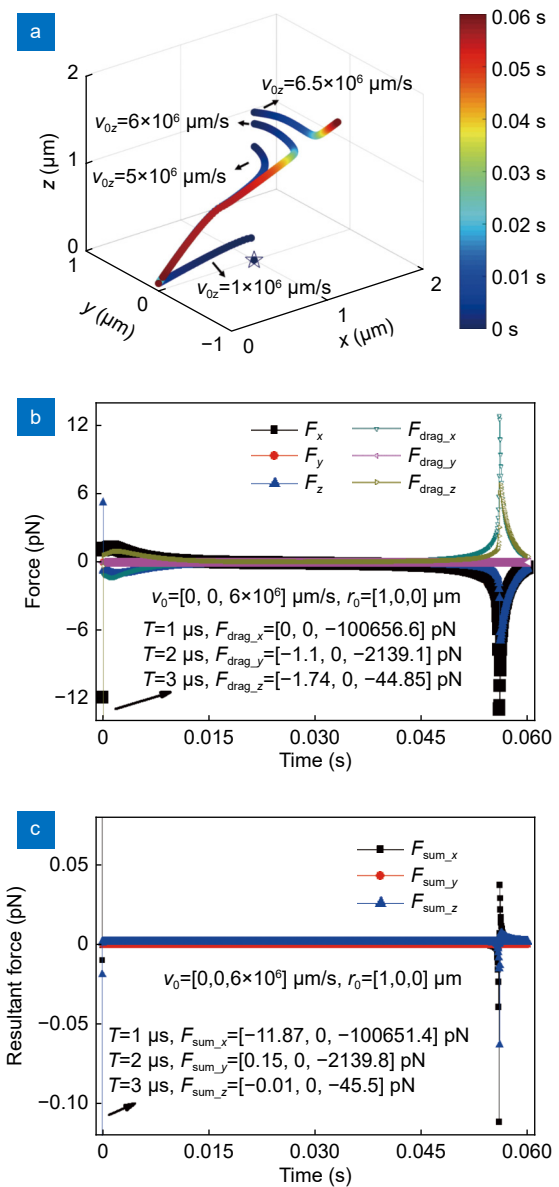 a
2
1
0
z (μm)
1
0
−1
y (μm)
0
1
2
x (μm)
v0z=6.5×10⁶ μm/s
v0z=
6×10⁶ μm/s
5×10⁶ μm/s
v0z=
v0z=1×10⁶ μm/s
0.06 s
0.05 s
0.04 s
0.03 s
0.02 s
0.01 s
0 s
b
12
6
0
−6
−12
Force (pN)
Fx
Fy
Fz
Fdrag_x
Fdrag_y
Fdrag_z
v0=[0, 0, 6×10⁶] μm/s, r0=[1,0,0] μm
T=1 μs, Fdrag_x=[0, 0, −100656.6] pN
T=2 μs, Fdrag_y=[−1.1, 0, −2139.1] pN
T=3 μs, Fdrag_z=[−1.74, 0, −44.85] pN
0
0.015
0.030
0.045
0.060
Time (s)
c
0.05
0
−0.05
−0.10
Resultant force (pN)
Fsum_x
Fsum_y
Fsum_z
v0=[0,0,6×10⁶] μm/s, r0=[1,0,0] μm
T=1 μs, Fsum_x=[−11.87, 0, −100651.4] pN
T=2 μs, Fsum_y=[0.15, 0, −2139.8] pN
T=3 μs, Fsum_z=[−0.01, 0, −45.5] pN
0
0.015
0.030
0.045
0.060
Time (s)